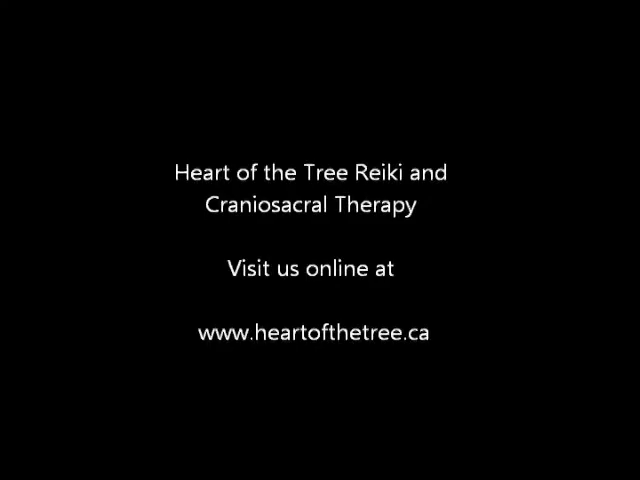 Heart of the Tree Reiki and
Craniosacral Therapy
Visit us online at
www.heartofthetree.ca